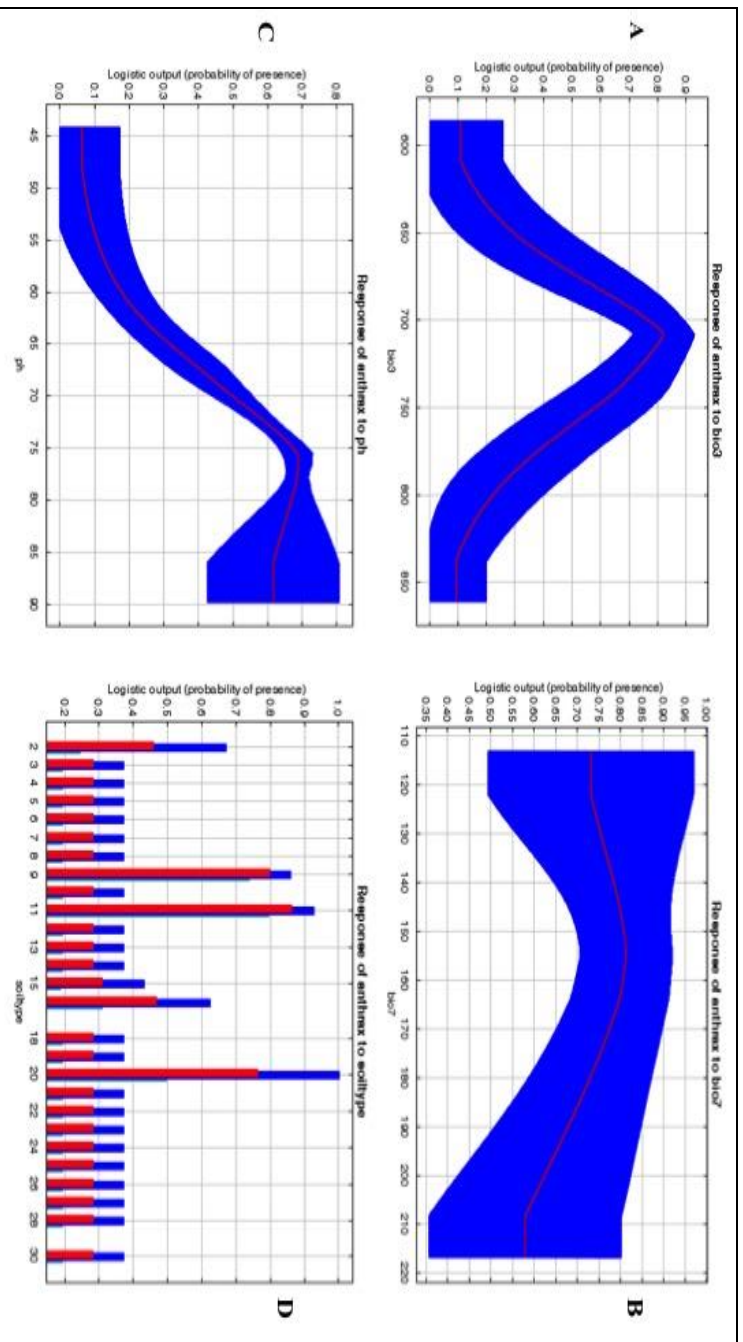 A
Response of anthrax to bio3
Logistic output (probability of presence)
0.9
0.8
0.7
0.6
0.5
0.4
0.3
0.2
0.1
0.0
600 650 700 750 800 850
bio3
B
Response of anthrax to bio7
Logistic output (probability of presence)
1.00
0.95
0.90
0.85
0.80
0.75
0.70
0.65
0.60
0.55
0.50
0.45
0.40
0.35
110 120 130 140 150 160 170 180 190 200 210 220
bio7
C
Response of anthrax to ph
Logistic output (probability of presence)
0.8
0.7
0.6
0.5
0.4
0.3
0.2
0.1
0.0
45 50 55 60 65 70 75 80 85 90
ph
D
Response of anthrax to soiltype
Logistic output (probability of presence)
1.0
0.9
0.8
0.7
0.6
0.5
0.4
0.3
0.2
2 3 4 5 6 7 8 9 11 13 15 18 20 22 24 26 28 30
soiltype